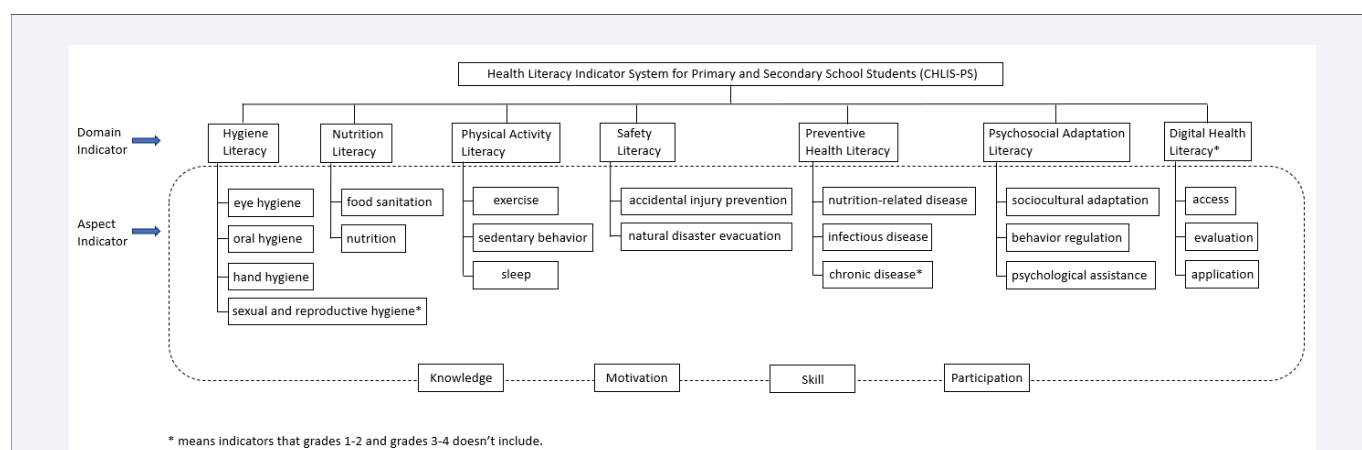 Health Literacy Indicator System for Primary and Secondary School Students (CHLIS-PS)
Domain
Indicator
Hygiene
Literacy
Nutrition
Literacy
Physical Activity
Literacy
Safety
Literacy
Preventive
Health Literacy
Psychosocial Adaptation
Literacy
Digital Health
Literacy*
Aspect
Indicator
eye hygiene
oral hygiene
hand hygiene
sexual and reproductive hygiene*
food sanitation
nutrition
exercise
sedentary behavior
sleep
accidental injury prevention
natural disaster evacuation
nutrition-related disease
infectious disease
chronic disease*
sociocultural adaptation
behavior regulation
psychological assistance
access
evaluation
application
Knowledge
Motivation
Skill
Participation
* means indicators that grades 1-2 and grades 3-4 doesn’t include.